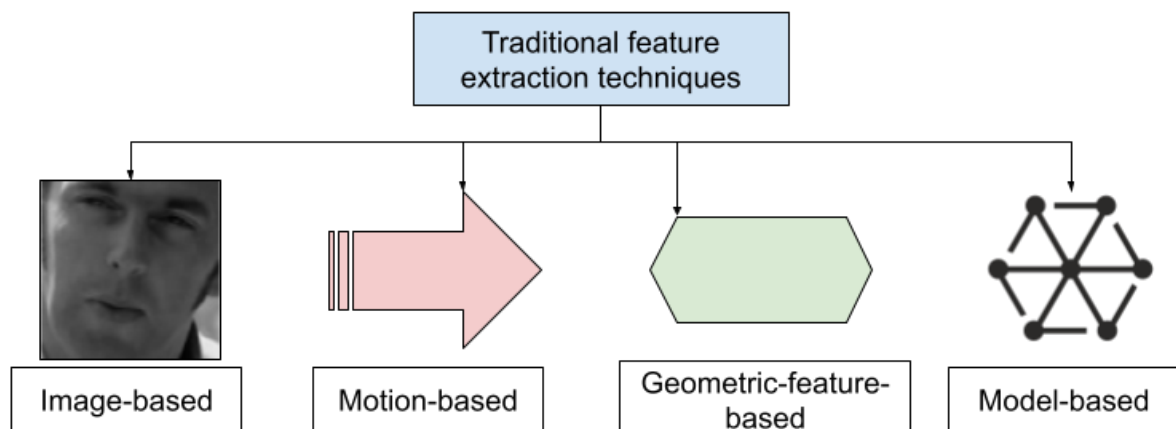 Traditional feature
extraction techniques
Image-based
Motion-based
Geometric-feature-
based
Model-based